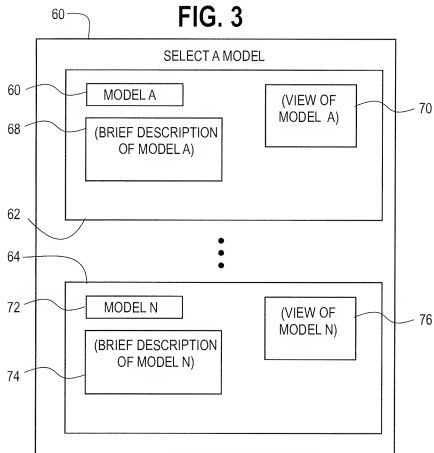 FIG. 3
60
SELECT A MODEL
60
MODEL A
(VIEW OF
MODEL A)
70
68
(BRIEF DESCRIPTION
OF MODEL A)
62
64
72
MODEL N
(VIEW OF
MODEL N)
76
(BRIEF DESCRIPTION
OF MODEL N)
74